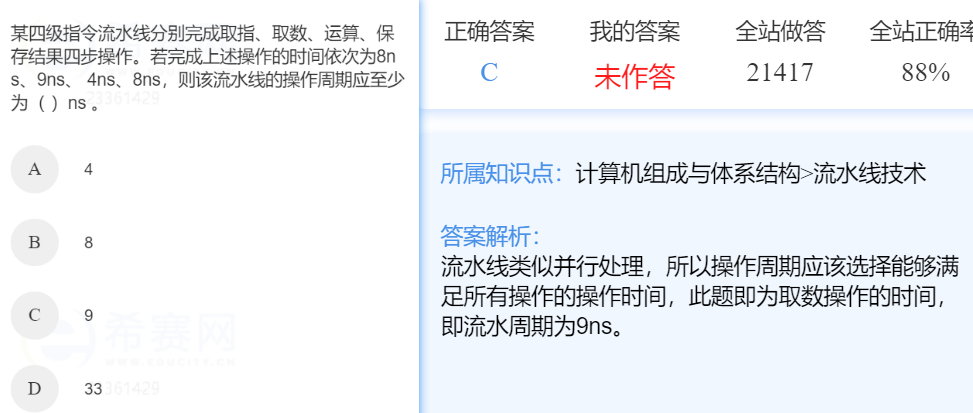 某四级指令流水线分别完成取指、取数、运算、保
存结果四步操作。若完成上述操作的时间依次为8n
s、9ns、 4ns、8ns，则该流水线的操作周期应至少
为（ ）ns 。
A 4
B 8
C 9
D 33
希赛网
正确答案 我的答案 全站做答 全站正确率
C 未作答 21417 88%
所属知识点：计算机组成与体系结构>流水线技术
答案解析：
流水线类似并行处理，所以操作周期应该选择能够满
足所有操作的操作时间，此题即为取数操作的时间，
即流水周期为9ns。